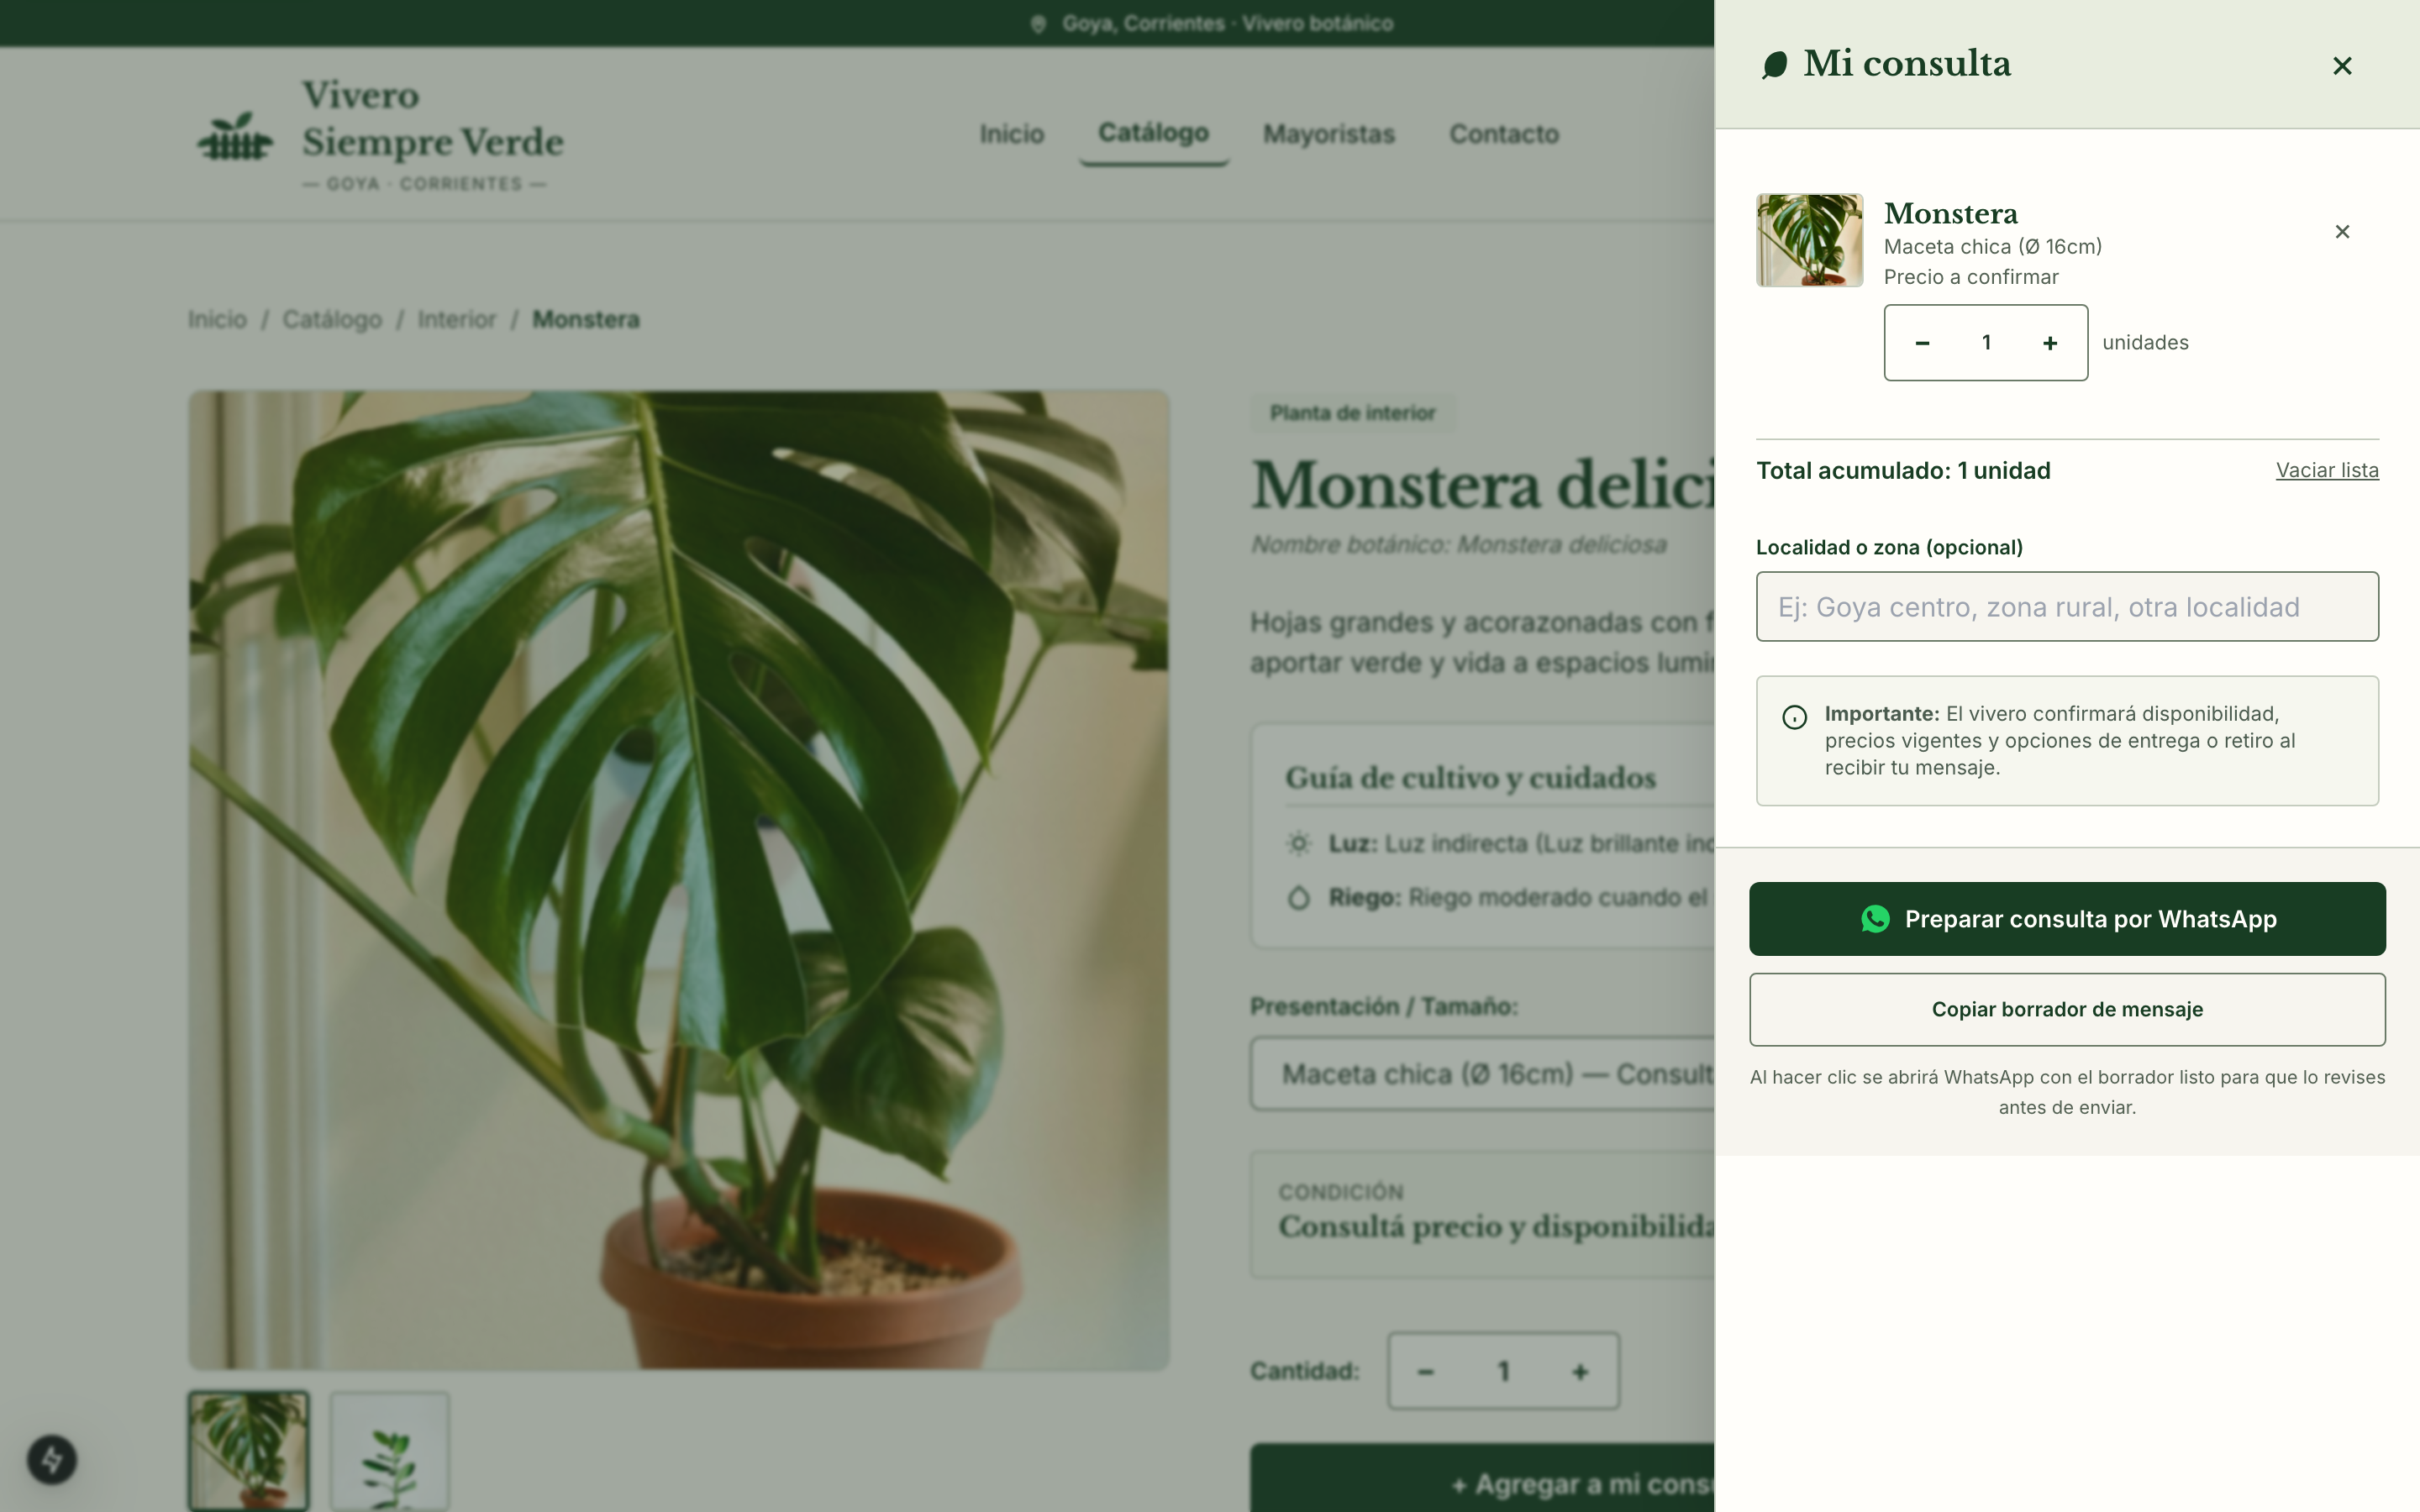 Goya, Corrientes · Vivero botánico
Vivero
Siempre Verde
— GOYA · CORRIENTES —
Inicio
Catálogo
Mayoristas
Contacto
Inicio / Catálogo / Interior / Monstera
Planta de interior
Monstera delici
Nombre botánico: Monstera deliciosa
Hojas grandes y acorazonadas con f
aportar verde y vida a espacios lumi
Guía de cultivo y cuidados
Luz: Luz indirecta (Luz brillante ind
Riego: Riego moderado cuando el
Presentación / Tamaño:
Maceta chica (Ø 16cm) — Consult
CONDICIÓN
Consultá precio y disponibilida
Cantidad:
− 1 +
+ Agregar a mi consu
Mi consulta
Monstera
Maceta chica (Ø 16cm)
Precio a confirmar
− 1 + unidades
Total acumulado: 1 unidad
Vaciar lista
Localidad o zona (opcional)
Ej: Goya centro, zona rural, otra localidad
Importante: El vivero confirmará disponibilidad,
precios vigentes y opciones de entrega o retiro al
recibir tu mensaje.
Preparar consulta por WhatsApp
Copiar borrador de mensaje
Al hacer clic se abrirá WhatsApp con el borrador listo para que lo revises
antes de enviar.